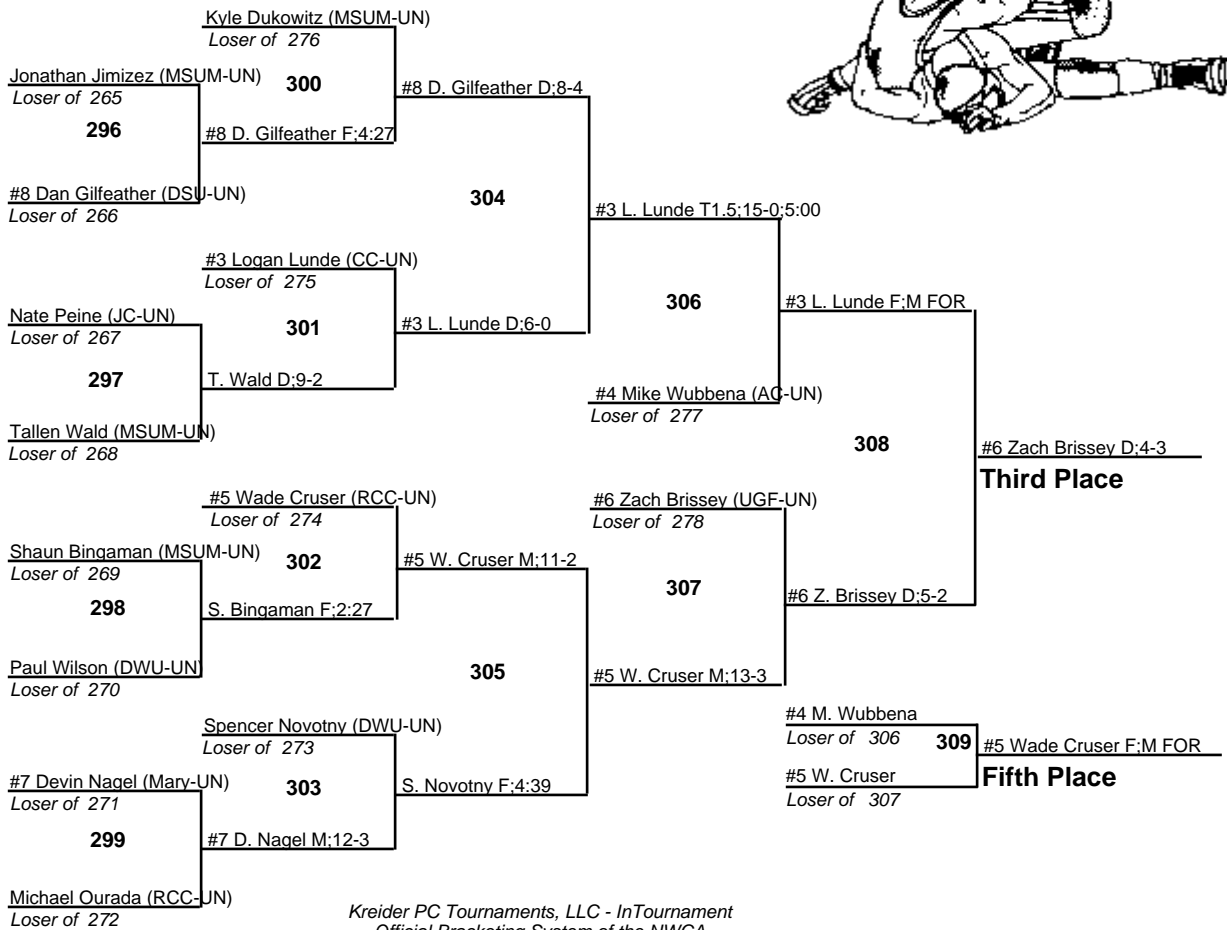 Kyle Dukowitz (MSUM-UN)
Loser of 276
Jonathan Jimizez (MSUM-UN)
Loser of 265
300
#8 D. Gilfeather D;8-4
296
#8 D. Gilfeather F;4:27
#8 Dan Gilfeather (DSU-UN)
Loser of 266
304
#3 L. Lunde T1.5;15-0;5:00
#3 Logan Lunde (CC-UN)
Loser of 275
Nate Peine (JC-UN)
Loser of 267
301
#3 L. Lunde D;6-0
306
#3 L. Lunde F;M FOR
297
T. Wald D;9-2
#4 Mike Wubbena (AC-UN)
Loser of 277
Tallen Wald (MSUM-UN)
Loser of 268
308
#6 Zach Brissey D;4-3
Third Place
#5 Wade Cruser (RCC-UN)
Loser of 274
#6 Zach Brissey (UGF-UN)
Loser of 278
Shaun Bingaman (MSUM-UN)
Loser of 269
302
#5 W. Cruser M;11-2
298
S. Bingaman F;2:27
307
#6 Z. Brissey D;5-2
Paul Wilson (DWU-UN)
Loser of 270
305
#5 W. Cruser M;13-3
Spencer Novotny (DWU-UN)
Loser of 273
#4 M. Wubbena
Loser of 306
309
#5 Wade Cruser F;M FOR
Fifth Place
#7 Devin Nagel (Mary-UN)
Loser of 271
303
S. Novotny F;4:39
#5 W. Cruser
Loser of 307
299
#7 D. Nagel M;12-3
Michael Ourada (RCC-UN)
Loser of 272
Kreider PC Tournaments, LLC - InTournament
Official Bracketing System of the NWCA